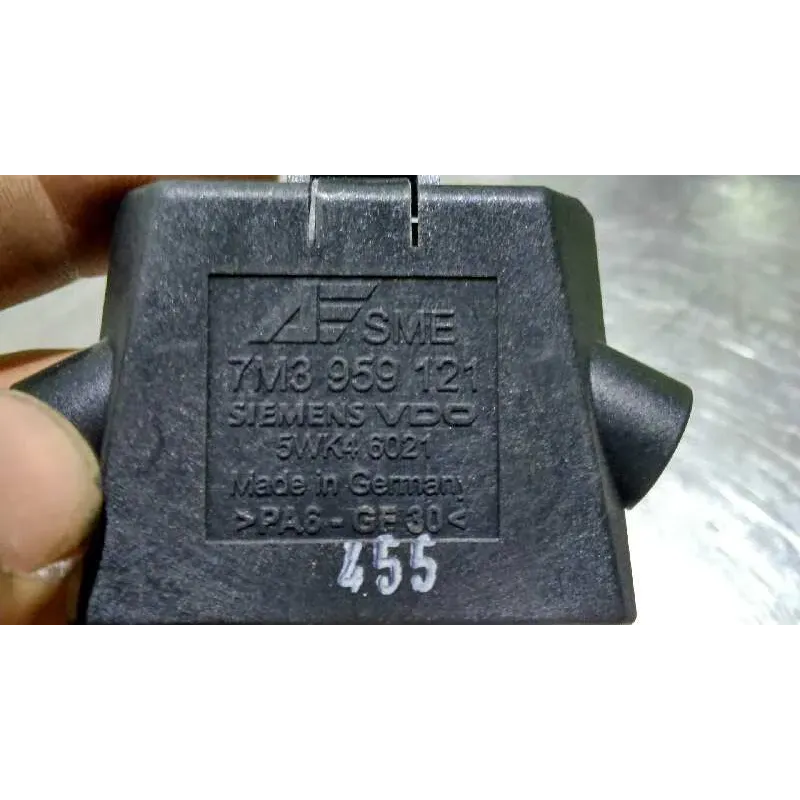 SME
7M3 959 121
SIEMENS VDO
5WK4 6021
Made in Germany
>PA6 - GF 30<
455